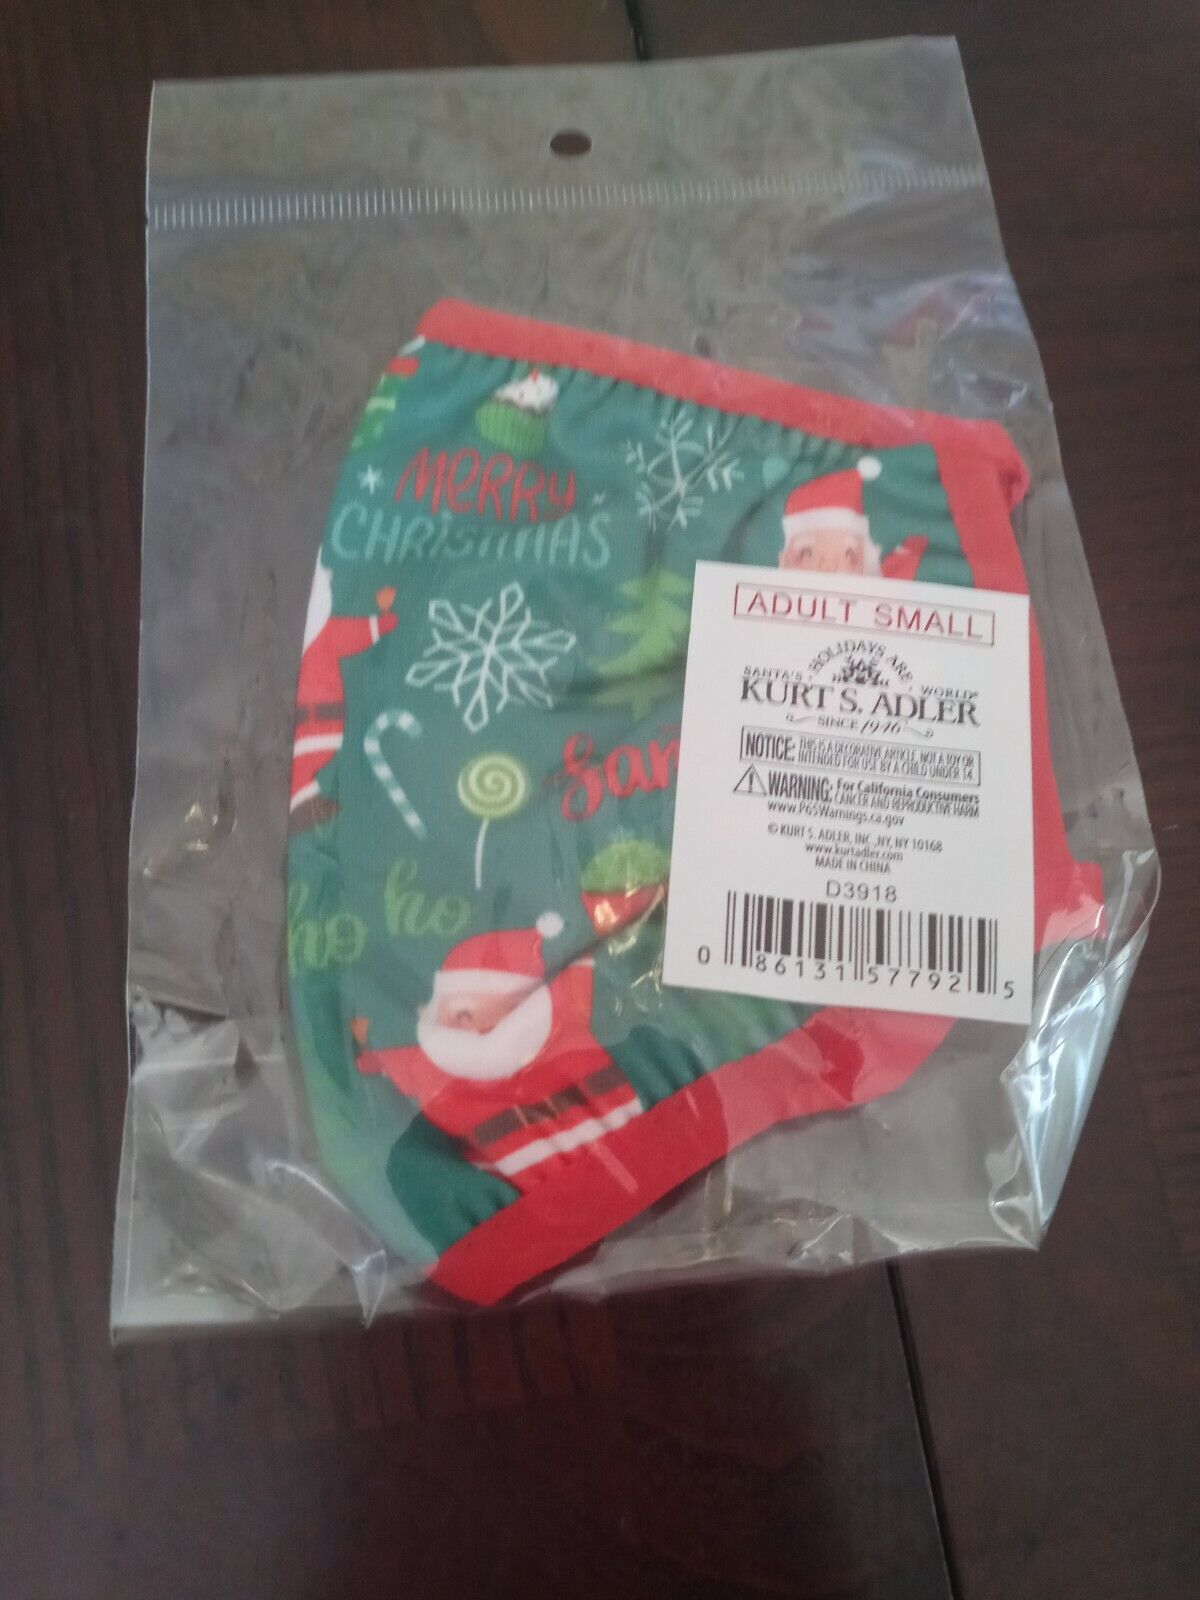 MERRY
CHRISTMAS
San
ho
ho
ADULT SMALL
HOLIDAYS ARE
SANTA'S WORLD®
KURT S. ADLER
SINCE 1946
NOTICE: THIS IS A DECORATIVE ARTICLE, NOT A TOY OR
INTENDED FOR USE BY A CHILD UNDER 14.
WARNING: For California Consumers
CANCER AND REPRODUCTIVE HARM
www.P65Warnings.ca.gov
© KURT S. ADLER, INC., NY, NY 10168
www.kurtadler.com
MADE IN CHINA
D3918
0 86131 57792 5